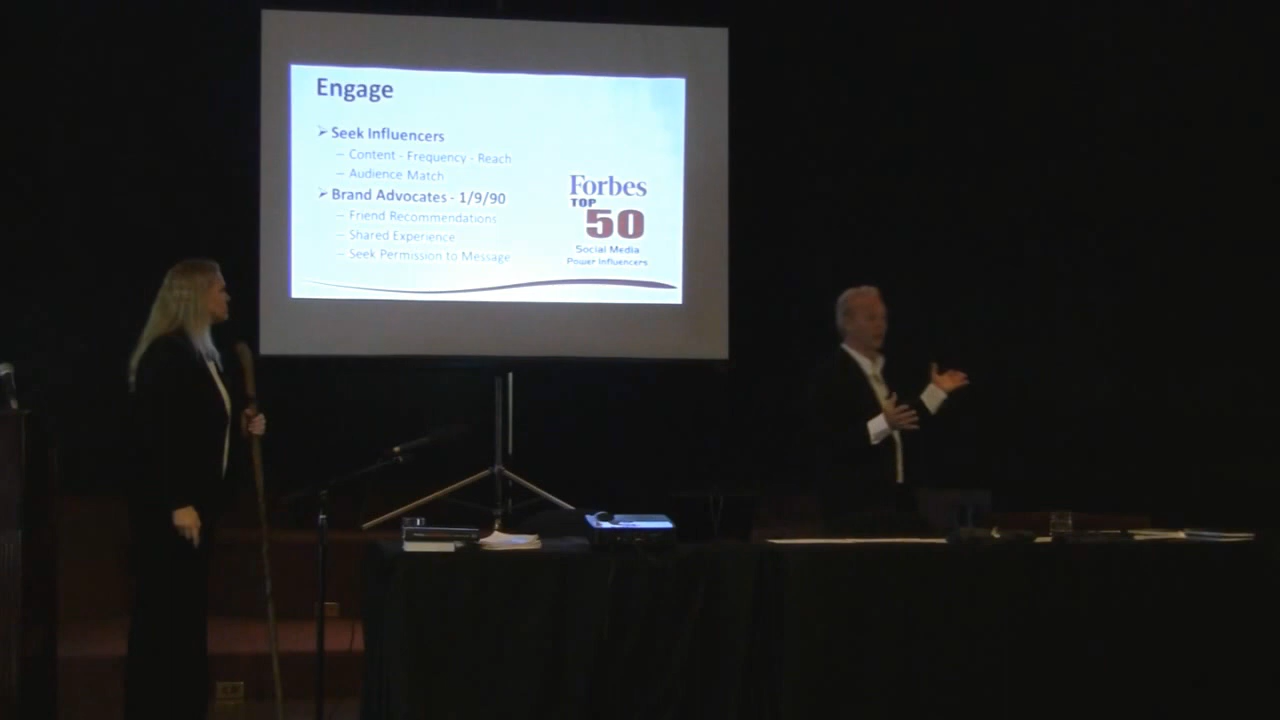 Engage
➢ Seek Influencers
– Content - Frequency - Reach
– Audience Match
➢ Brand Advocates - 1/9/90
– Friend Recommendations
– Shared Experience
– Seek Permission to Message
Forbes
TOP
50
Social Media
Power Influencers